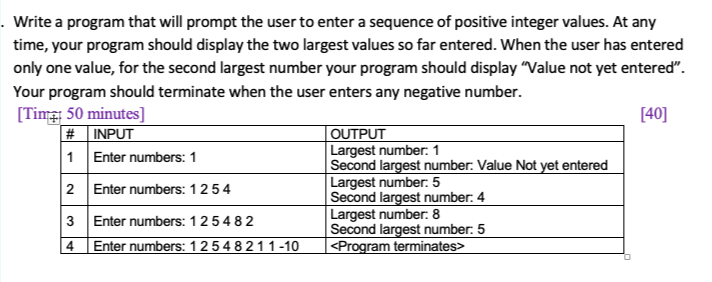 . Write a program that will prompt the user to enter a sequence of positive integer values. At any
time, your program should display the two largest values so far entered. When the user has entered
only one value, for the second largest number your program should display “Value not yet entered”.
Your program should terminate when the user enters any negative number.
[Time: 50 minutes] [40]
# INPUT OUTPUT
1 Enter numbers: 1 Largest number: 1
Second largest number: Value Not yet entered
2 Enter numbers: 1 2 5 4 Largest number: 5
Second largest number: 4
3 Enter numbers: 1 2 5 4 8 2 Largest number: 8
Second largest number: 5
4 Enter numbers: 1 2 5 4 8 2 1 1 -10 <Program terminates>